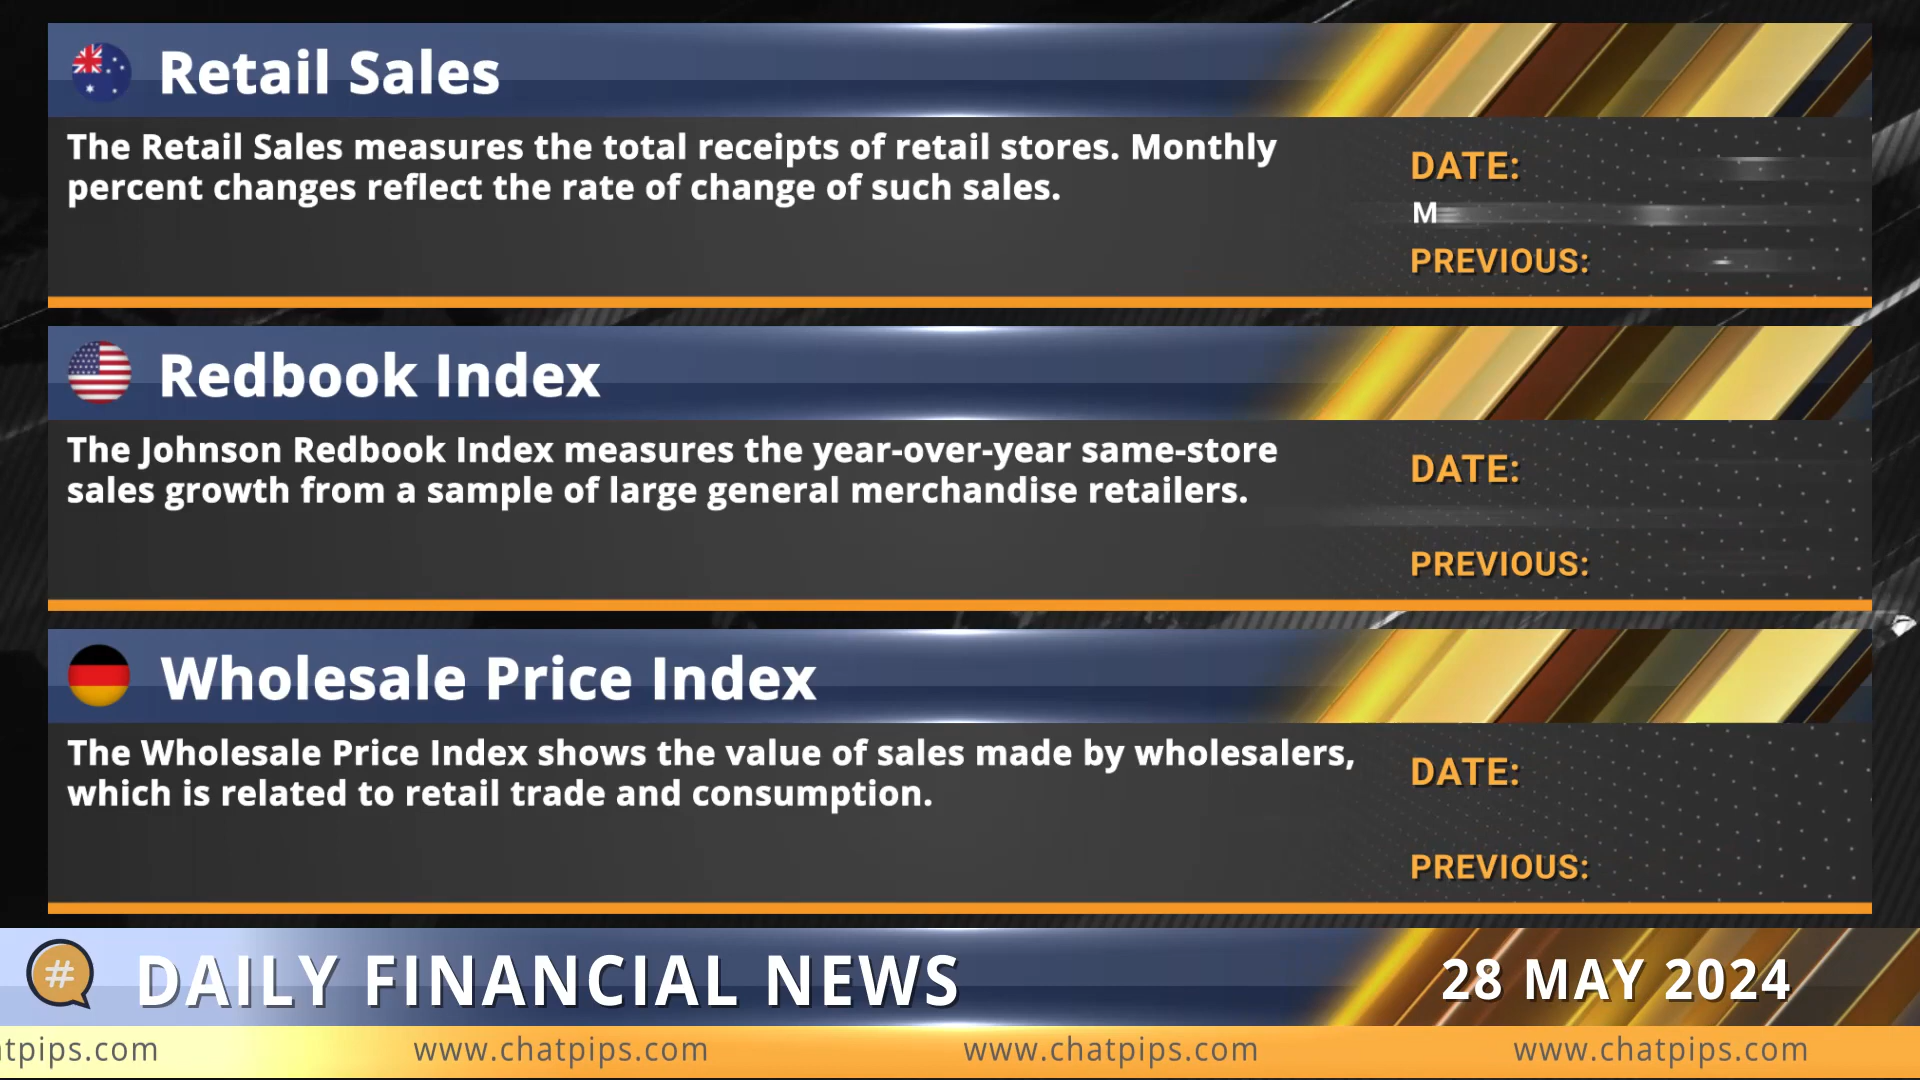 Retail Sales
The Retail Sales measures the total receipts of retail stores. Monthly
percent changes reflect the rate of change of such sales.
DATE:
M
PREVIOUS:
Redbook Index
The Johnson Redbook Index measures the year-over-year same-store
sales growth from a sample of large general merchandise retailers.
DATE:
PREVIOUS:
Wholesale Price Index
The Wholesale Price Index shows the value of sales made by wholesalers,
which is related to retail trade and consumption.
DATE:
PREVIOUS:
# DAILY FINANCIAL NEWS 28 MAY 2024
atpips.com www.chatpips.com www.chatpips.com www.chatpips.com